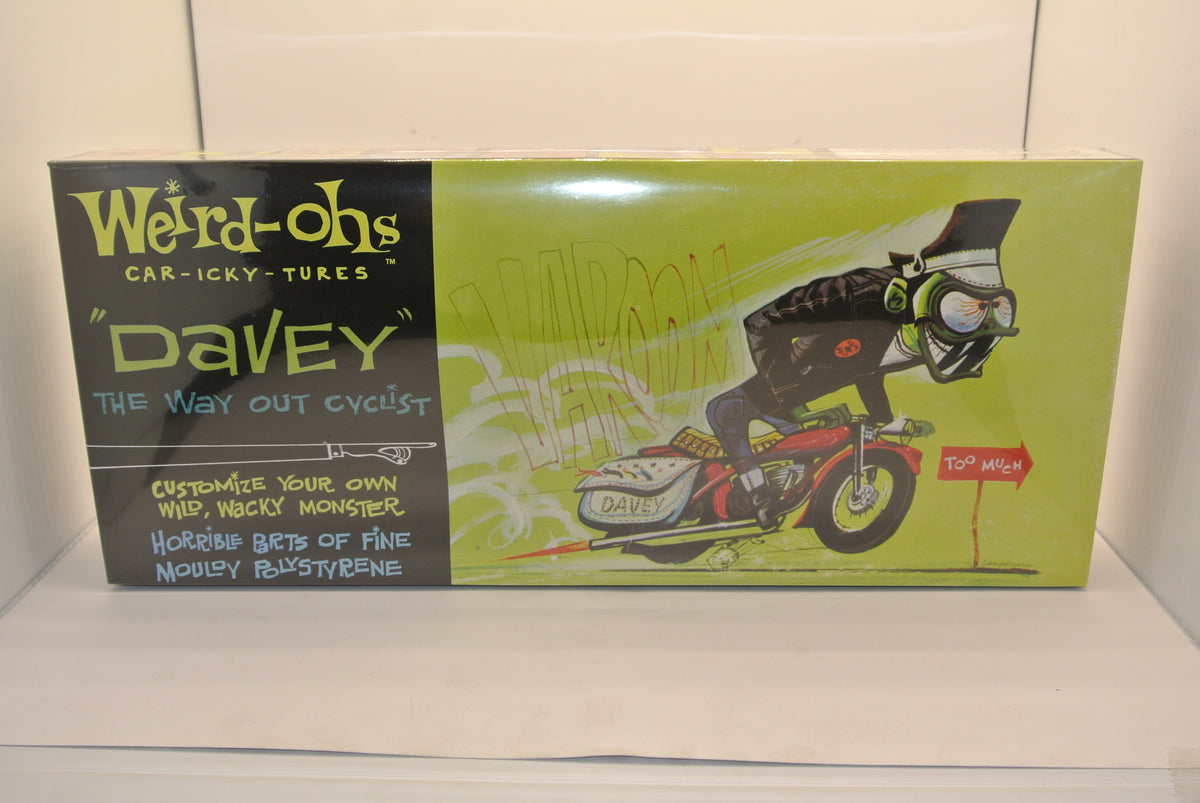 Weird-ohs™
CAR-ICKY-TURES
"DAVEY"
THE WAY OUT CYCLIST
CUSTOMIZE YOUR OWN
WILD, WACKY MONSTER
HORRIBLE PARTS OF FINE
MOULDY POLYSTYRENE
VAROOM
DAVEY
TOO MUCH